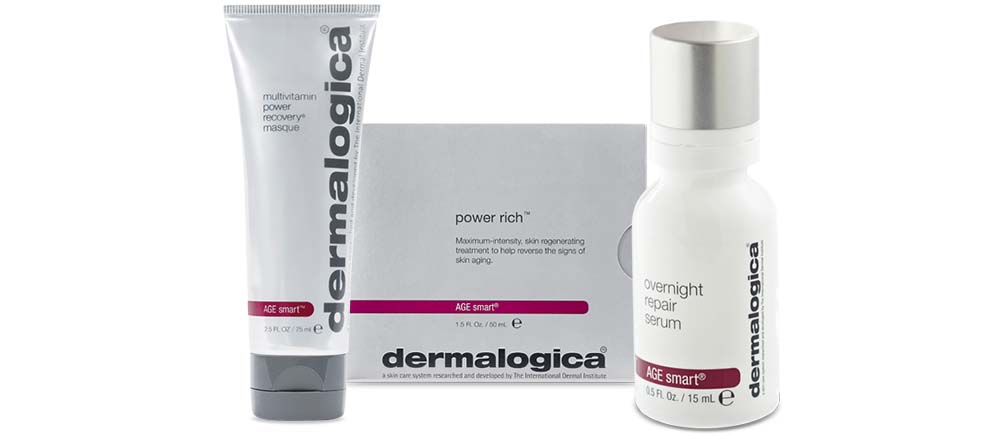 multivitamin
power
recovery®
masque
dermalogica®
AGE smart™
2.5 FL. OZ / 75 ml e
power rich™
Maximum-intensity, skin regenerating
treatment to help reverse the signs of
skin aging.
AGE smart®
1.5 Fl. Oz. / 50 mL e
dermalogica®
a skin care system researched and developed by The International Dermal Institute
overnight
repair
serum
dermalogica
AGE smart®
0.5 Fl. Oz. / 15 mL e